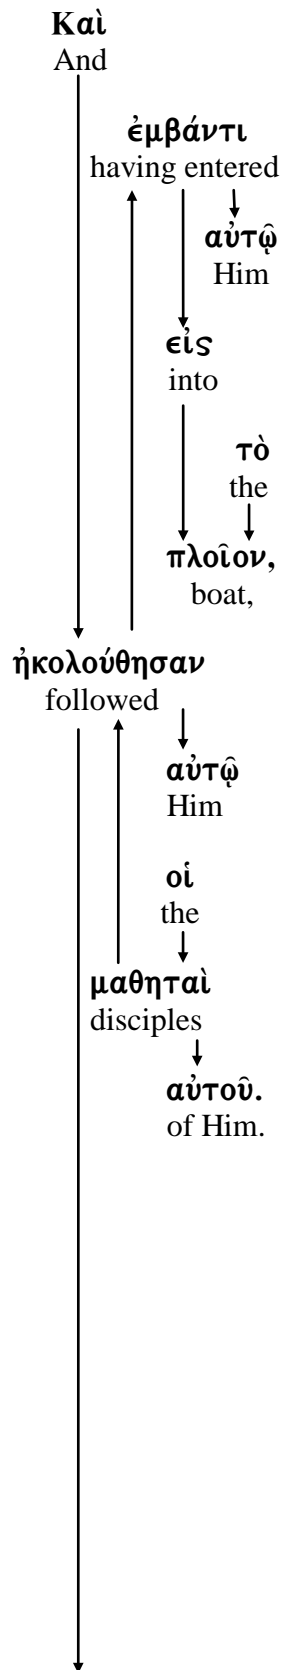 Καὶ
And
ἐμβάντι
having entered
αὐτῷ
Him
εἰς
into
τὸ
the
πλοῖον,
boat,
ἠκολούθησαν
followed
αὐτῷ
Him
οἱ
the
μαθηταὶ
disciples
αὐτοῦ.
of Him.